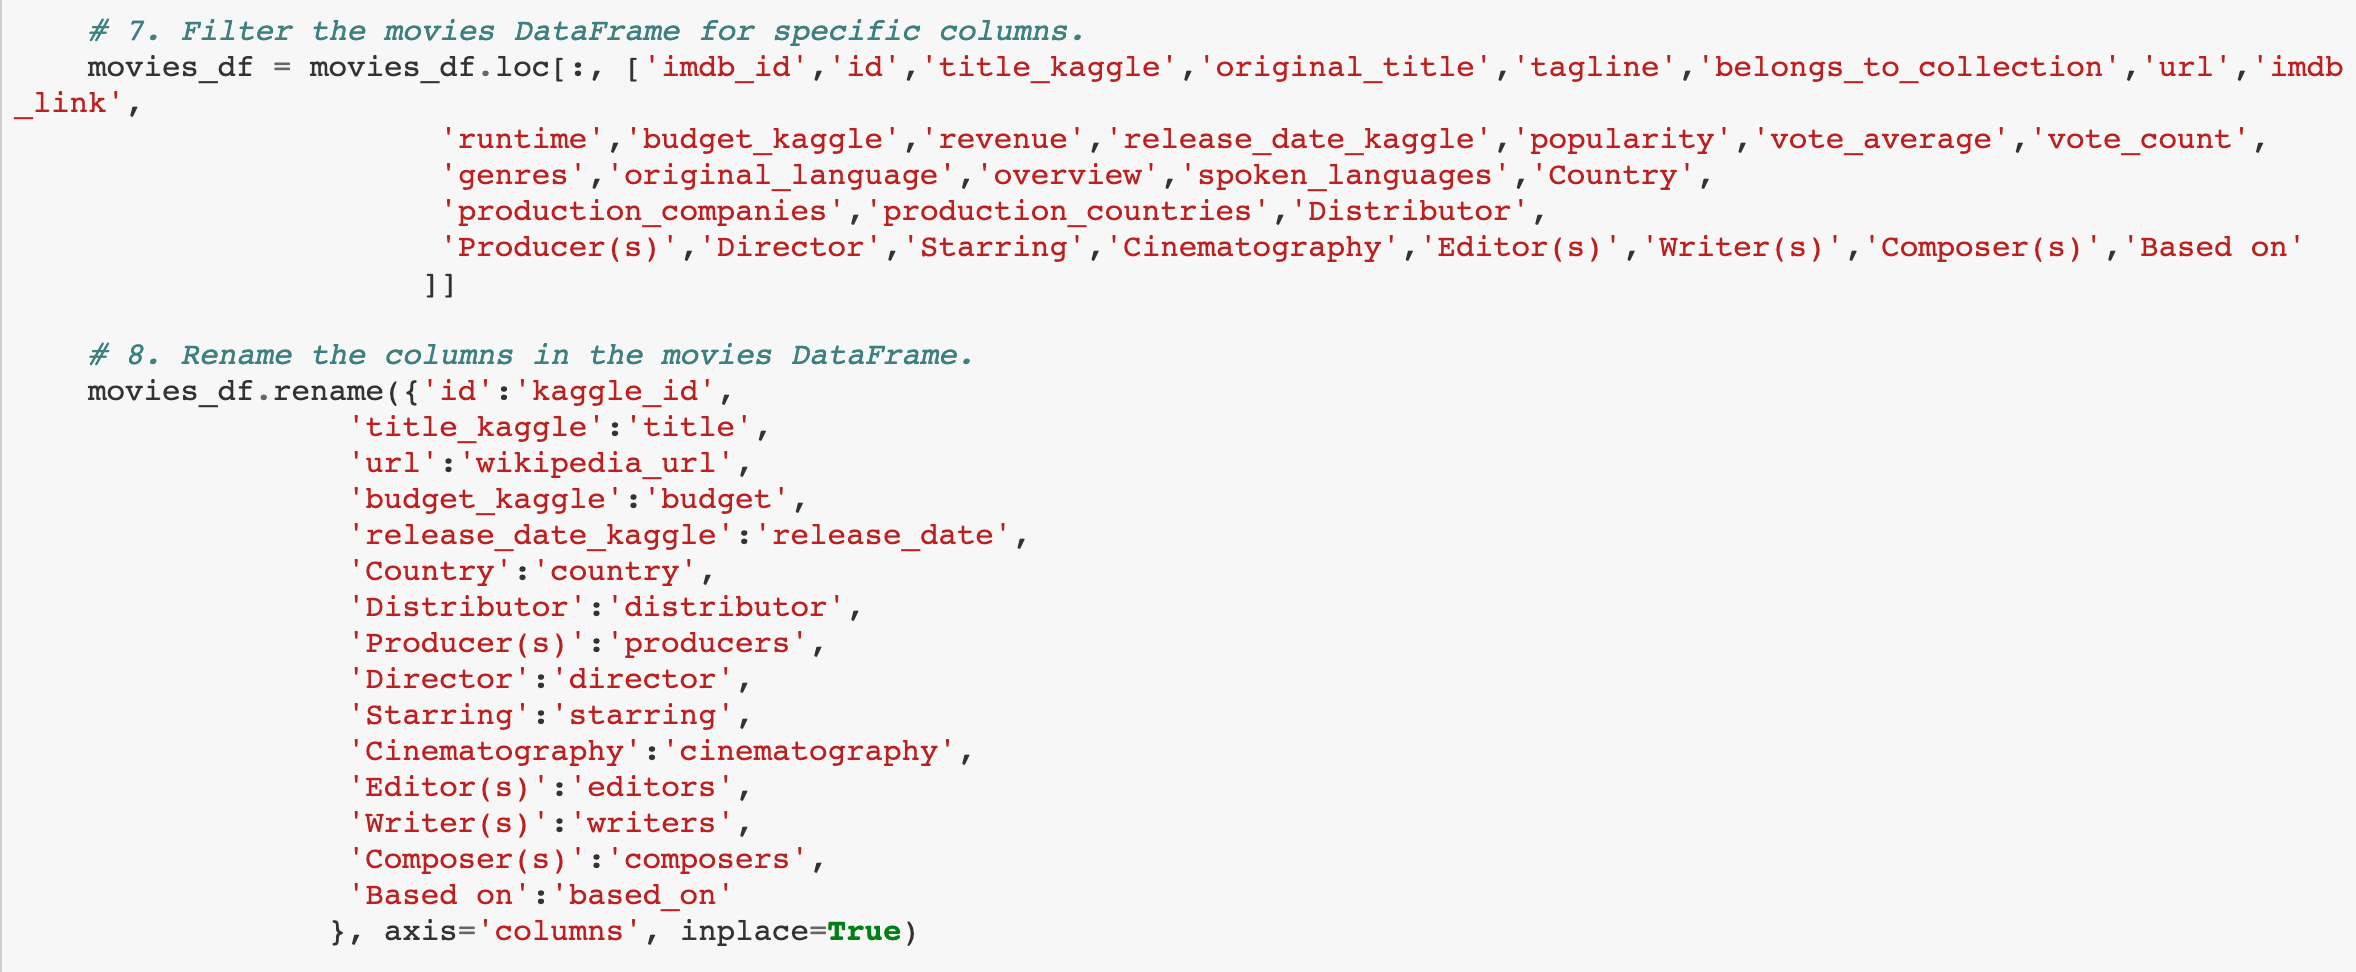 # 7. Filter the movies DataFrame for specific columns.
movies_df = movies_df.loc[:, ['imdb_id','id','title_kaggle','original_title','tagline','belongs_to_collection','url','imdb
_link',
'runtime','budget_kaggle','revenue','release_date_kaggle','popularity','vote_average','vote_count',
'genres','original_language','overview','spoken_languages','Country',
'production_companies','production_countries','Distributor',
'Producer(s)','Director','Starring','Cinematography','Editor(s)','Writer(s)','Composer(s)','Based on'
]]
# 8. Rename the columns in the movies DataFrame.
movies_df.rename({'id':'kaggle_id',
'title_kaggle':'title',
'url':'wikipedia_url',
'budget_kaggle':'budget',
'release_date_kaggle':'release_date',
'Country':'country',
'Distributor':'distributor',
'Producer(s)':'producers',
'Director':'director',
'Starring':'starring',
'Cinematography':'cinematography',
'Editor(s)':'editors',
'Writer(s)':'writers',
'Composer(s)':'composers',
'Based on':'based_on'
}, axis='columns', inplace=True)